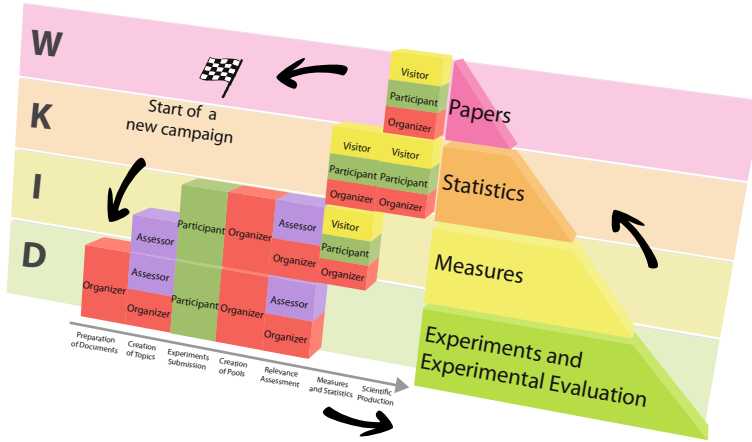 W
K
I
D
Start of a
new campaign
Visitor
Participant
Organizer
Visitor
Visitor
Participant
Participant
Organizer
Organizer
Assessor
Participant
Organizer
Assessor
Visitor
Participant
Organizer
Organizer
Assessor
Organizer
Participant
Organizer
Organizer
Assessor
Organizer
Preparation
of Documents
Creation
of Topics
Experiments
Submission
Creation
of Pools
Relevance
Assessment
Measures
and Statistics
Scientific
Production
Papers
Statistics
Measures
Experiments and
Experimental Evaluation